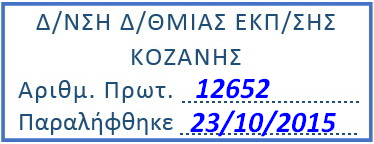 Δ/ΝΣΗ Δ/ΘΜΙΑΣ ΕΚΠ/ΣΗΣ
ΚΟΖΑΝΗΣ
Αριθμ. Πρωτ. 12652
Παραλήφθηκε 23/10/2015